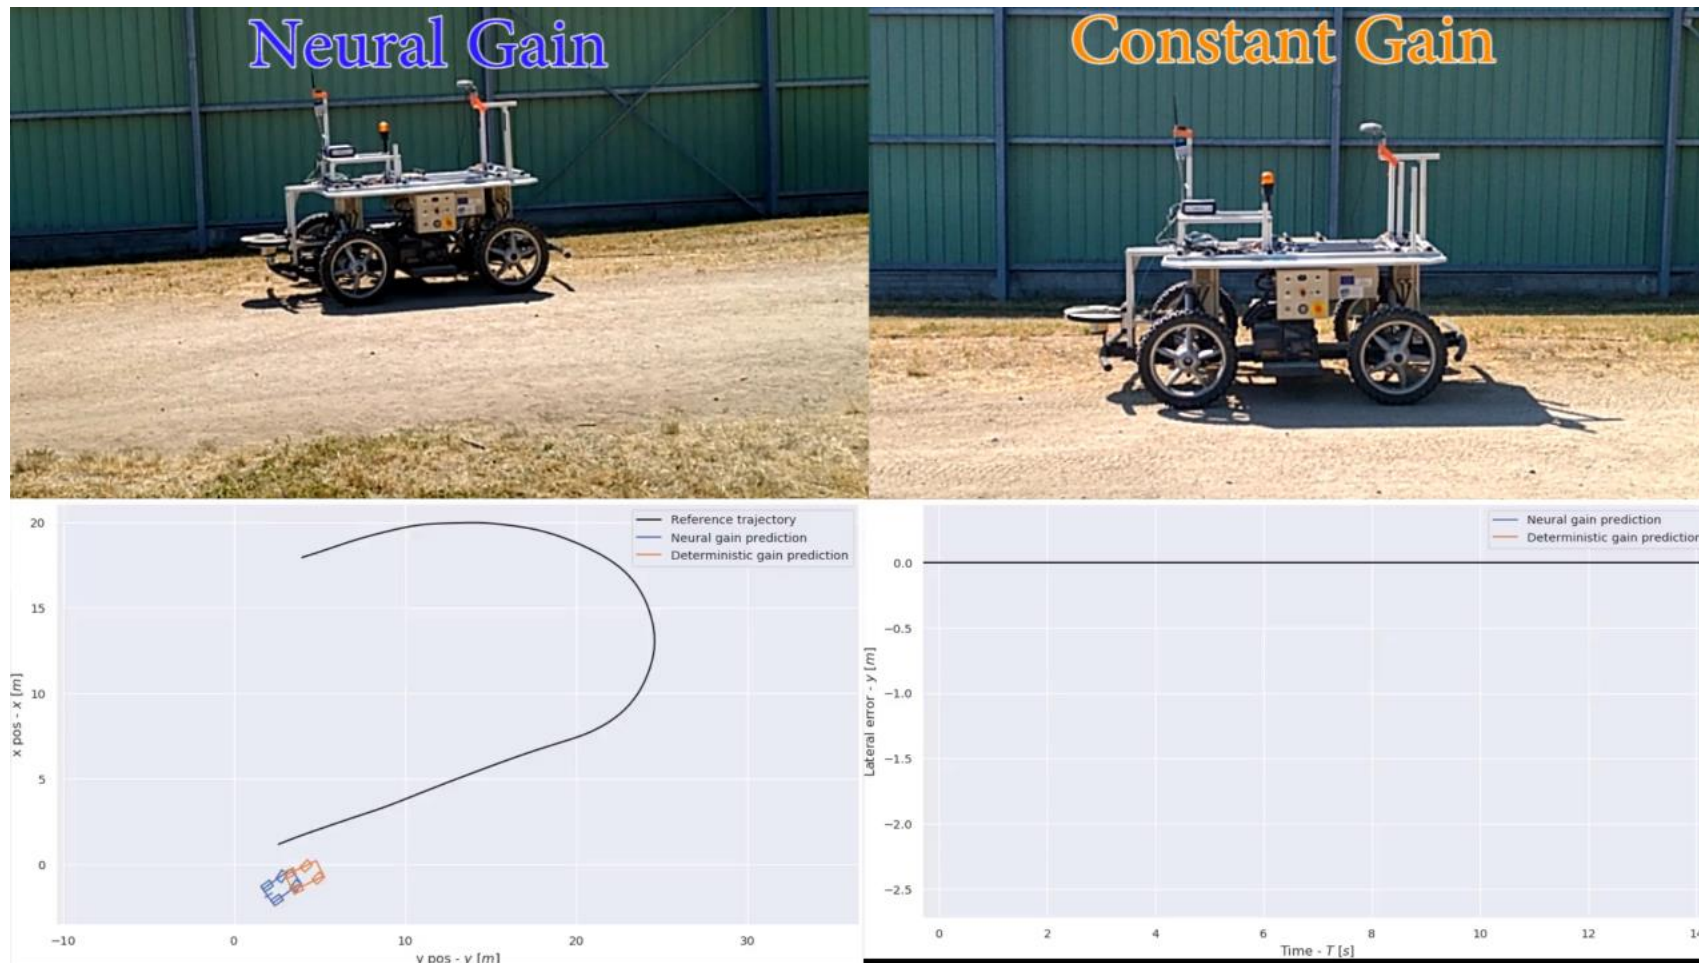 Neural Gain
Constant Gain
Reference trajectory
Neural gain prediction
Deterministic gain prediction
20
15
10
5
0
x pos - x [m]
−10
0
10
20
30
y pos - y [m]
Neural gain prediction
Deterministic gain prediction
0.0
−0.5
−1.0
−1.5
−2.0
−2.5
Lateral error - y [m]
0
2
4
6
8
10
12
14
Time - T [s]